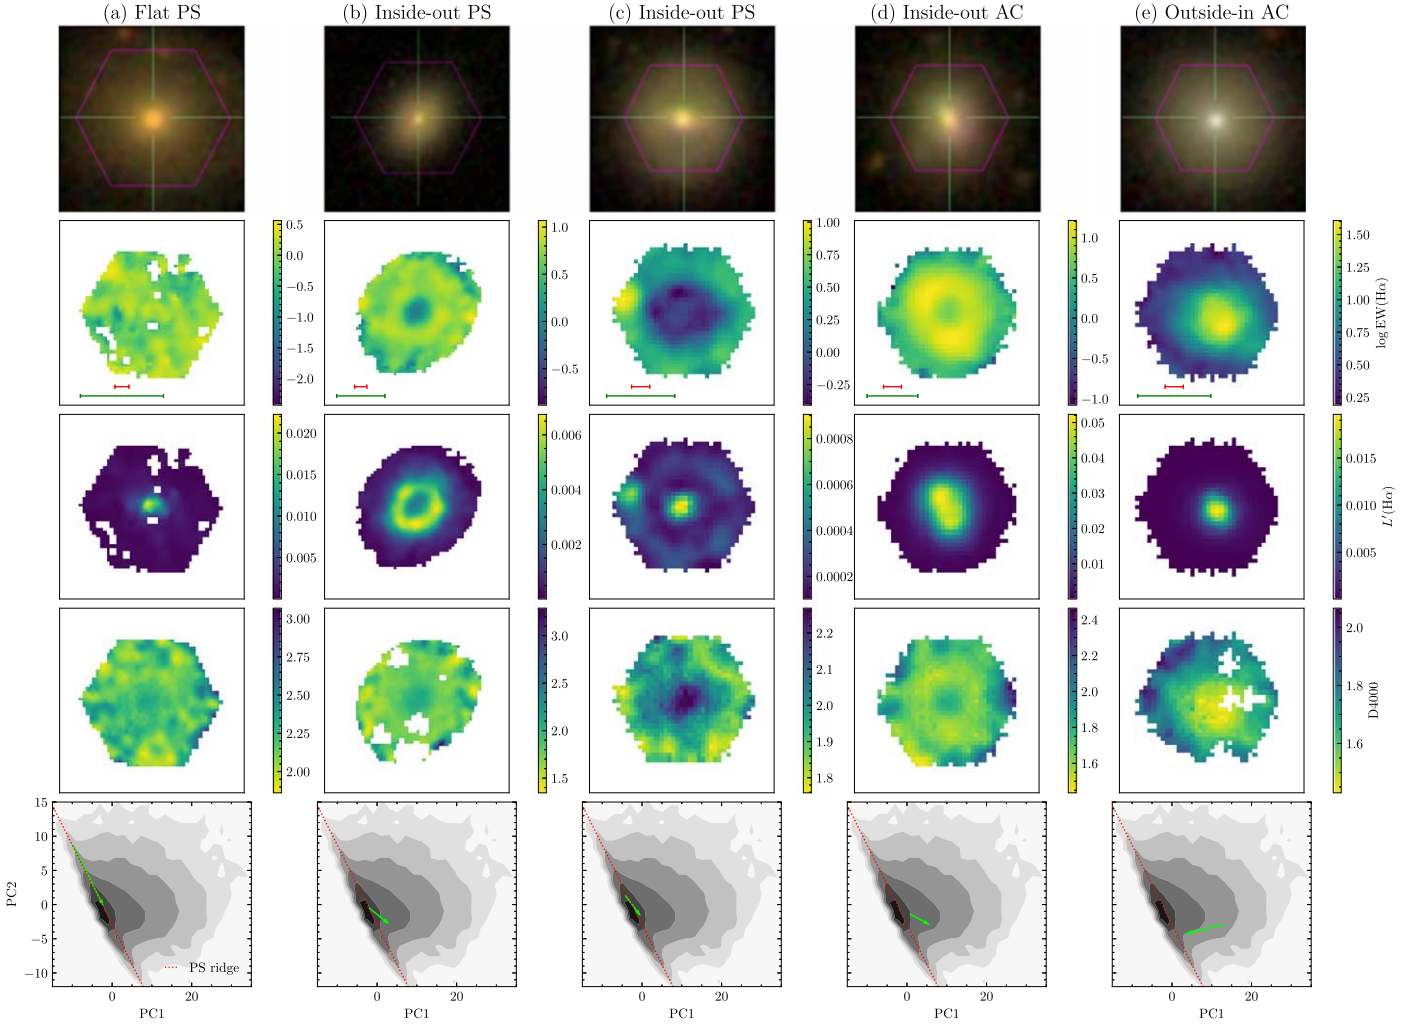 (a) Flat PS (b) Inside-out PS (c) Inside-out PS (d) Inside-out AC (e) Outside-in AC
0.5 0.0 −0.5 −1.0 −1.5 −2.0
1.0 0.5 0.0 −0.5
1.00 0.75 0.50 0.25 0.00 −0.25
1.0 0.5 0.0 −0.5 −1.0
1.50 1.25 1.00 0.75 0.50 0.25
log EW(Hα)
0.020 0.015 0.010 0.005
0.006 0.004 0.002
0.0008 0.0006 0.0004 0.0002
0.05 0.04 0.03 0.02 0.01
0.015 0.010 0.005
L′(Hα)
3.00 2.75 2.50 2.25 2.00
3.0 2.5 2.0 1.5
2.2 2.1 2.0 1.9 1.8
2.4 2.2 2.0 1.8 1.6
2.0 1.8 1.6
D4000
15 10 5 0 −5 −10
PC2
PS ridge
0 20 0 20 0 20 0 20 0 20
PC1 PC1 PC1 PC1 PC1